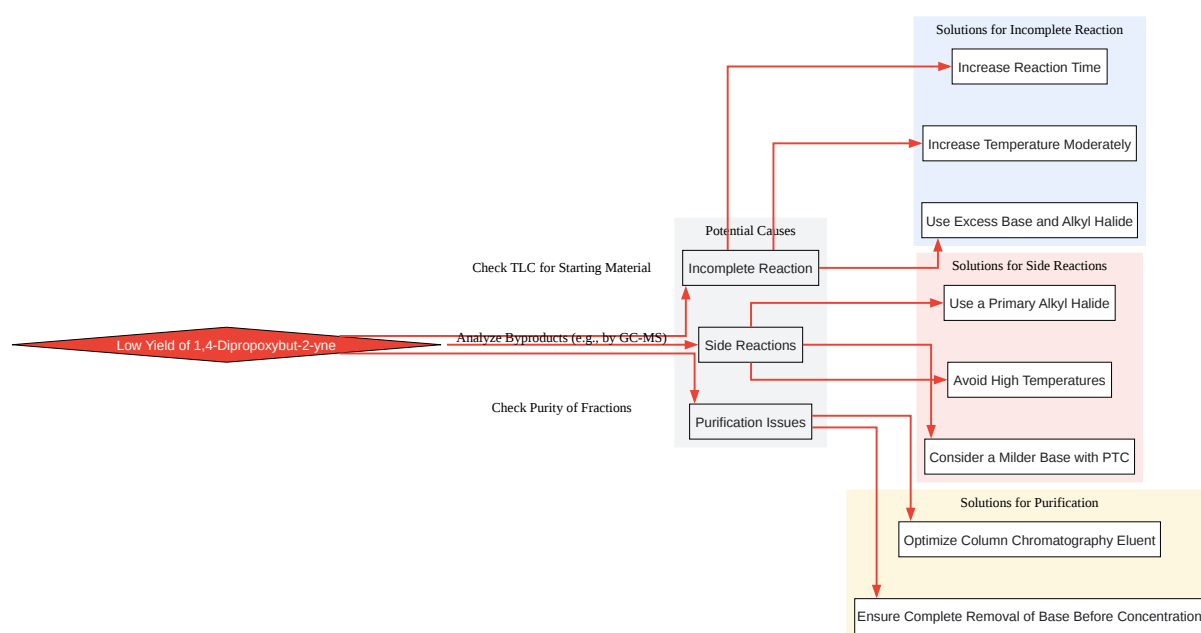 Solutions for Incomplete Reaction
Increase Reaction Time
Increase Temperature Moderately
Use Excess Base and Alkyl Halide
Potential Causes
Check TLC for Starting Material
Incomplete Reaction
Solutions for Side Reactions
Use a Primary Alkyl Halide
Low Yield of 1,4-Dipropoxybut-2-yne
Analyze Byproducts (e.g., by GC-MS)
Side Reactions
Avoid High Temperatures
Check Purity of Fractions
Purification Issues
Consider a Milder Base with PTC
Solutions for Purification
Optimize Column Chromatography Eluent
Ensure Complete Removal of Base Before Concentration